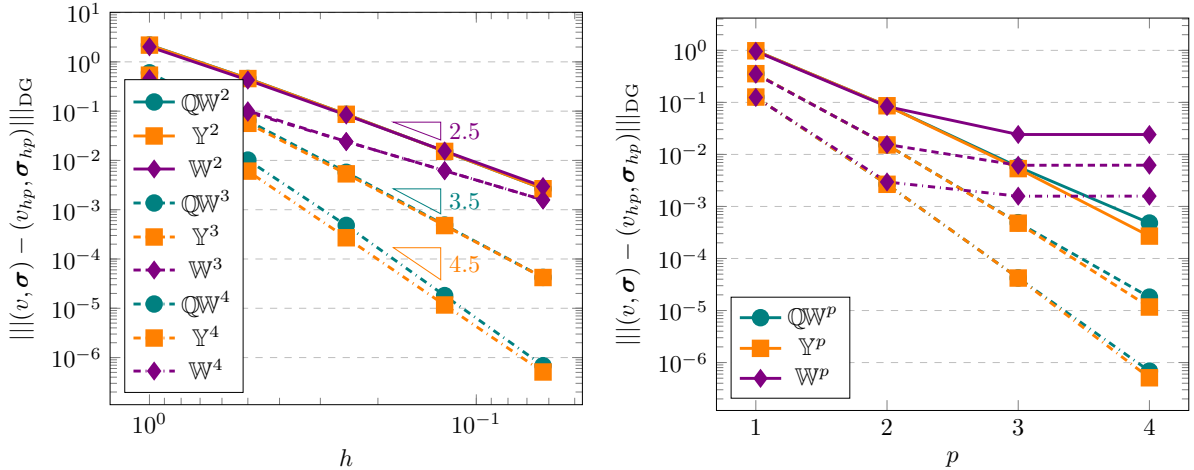 |||(v, σ) − (v_hp, σ_hp)|||_DG
10^1
10^0
10^−1
10^−2
10^−3
10^−4
10^−5
10^−6
ℚ𝕎^2
𝕐^2
𝕎^2
ℚ𝕎^3
𝕐^3
𝕎^3
ℚ𝕎^4
𝕐^4
𝕎^4
2.5
3.5
4.5
10^0
10^−1
h
|||(v, σ) − (v_hp, σ_hp)|||_DG
10^0
10^−1
10^−2
10^−3
10^−4
10^−5
10^−6
ℚ𝕎^p
𝕐^p
𝕎^p
1 2 3 4
p